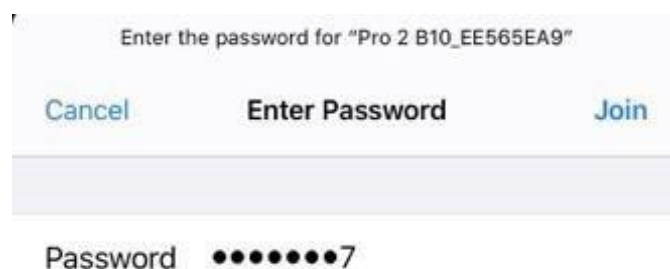 Enter the password for “Pro 2 B10_EE565EA9”
Cancel Enter Password Join
Password ●●●●●●●7